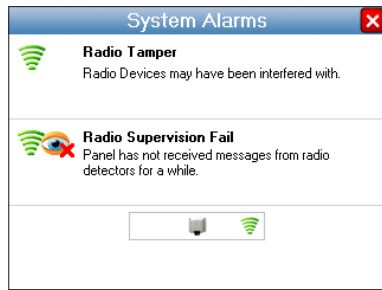 System Alarms
Radio Tamper
Radio Devices may have been interfered with.
Radio Supervision Fail
Panel has not received messages from radio
detectors for a while.